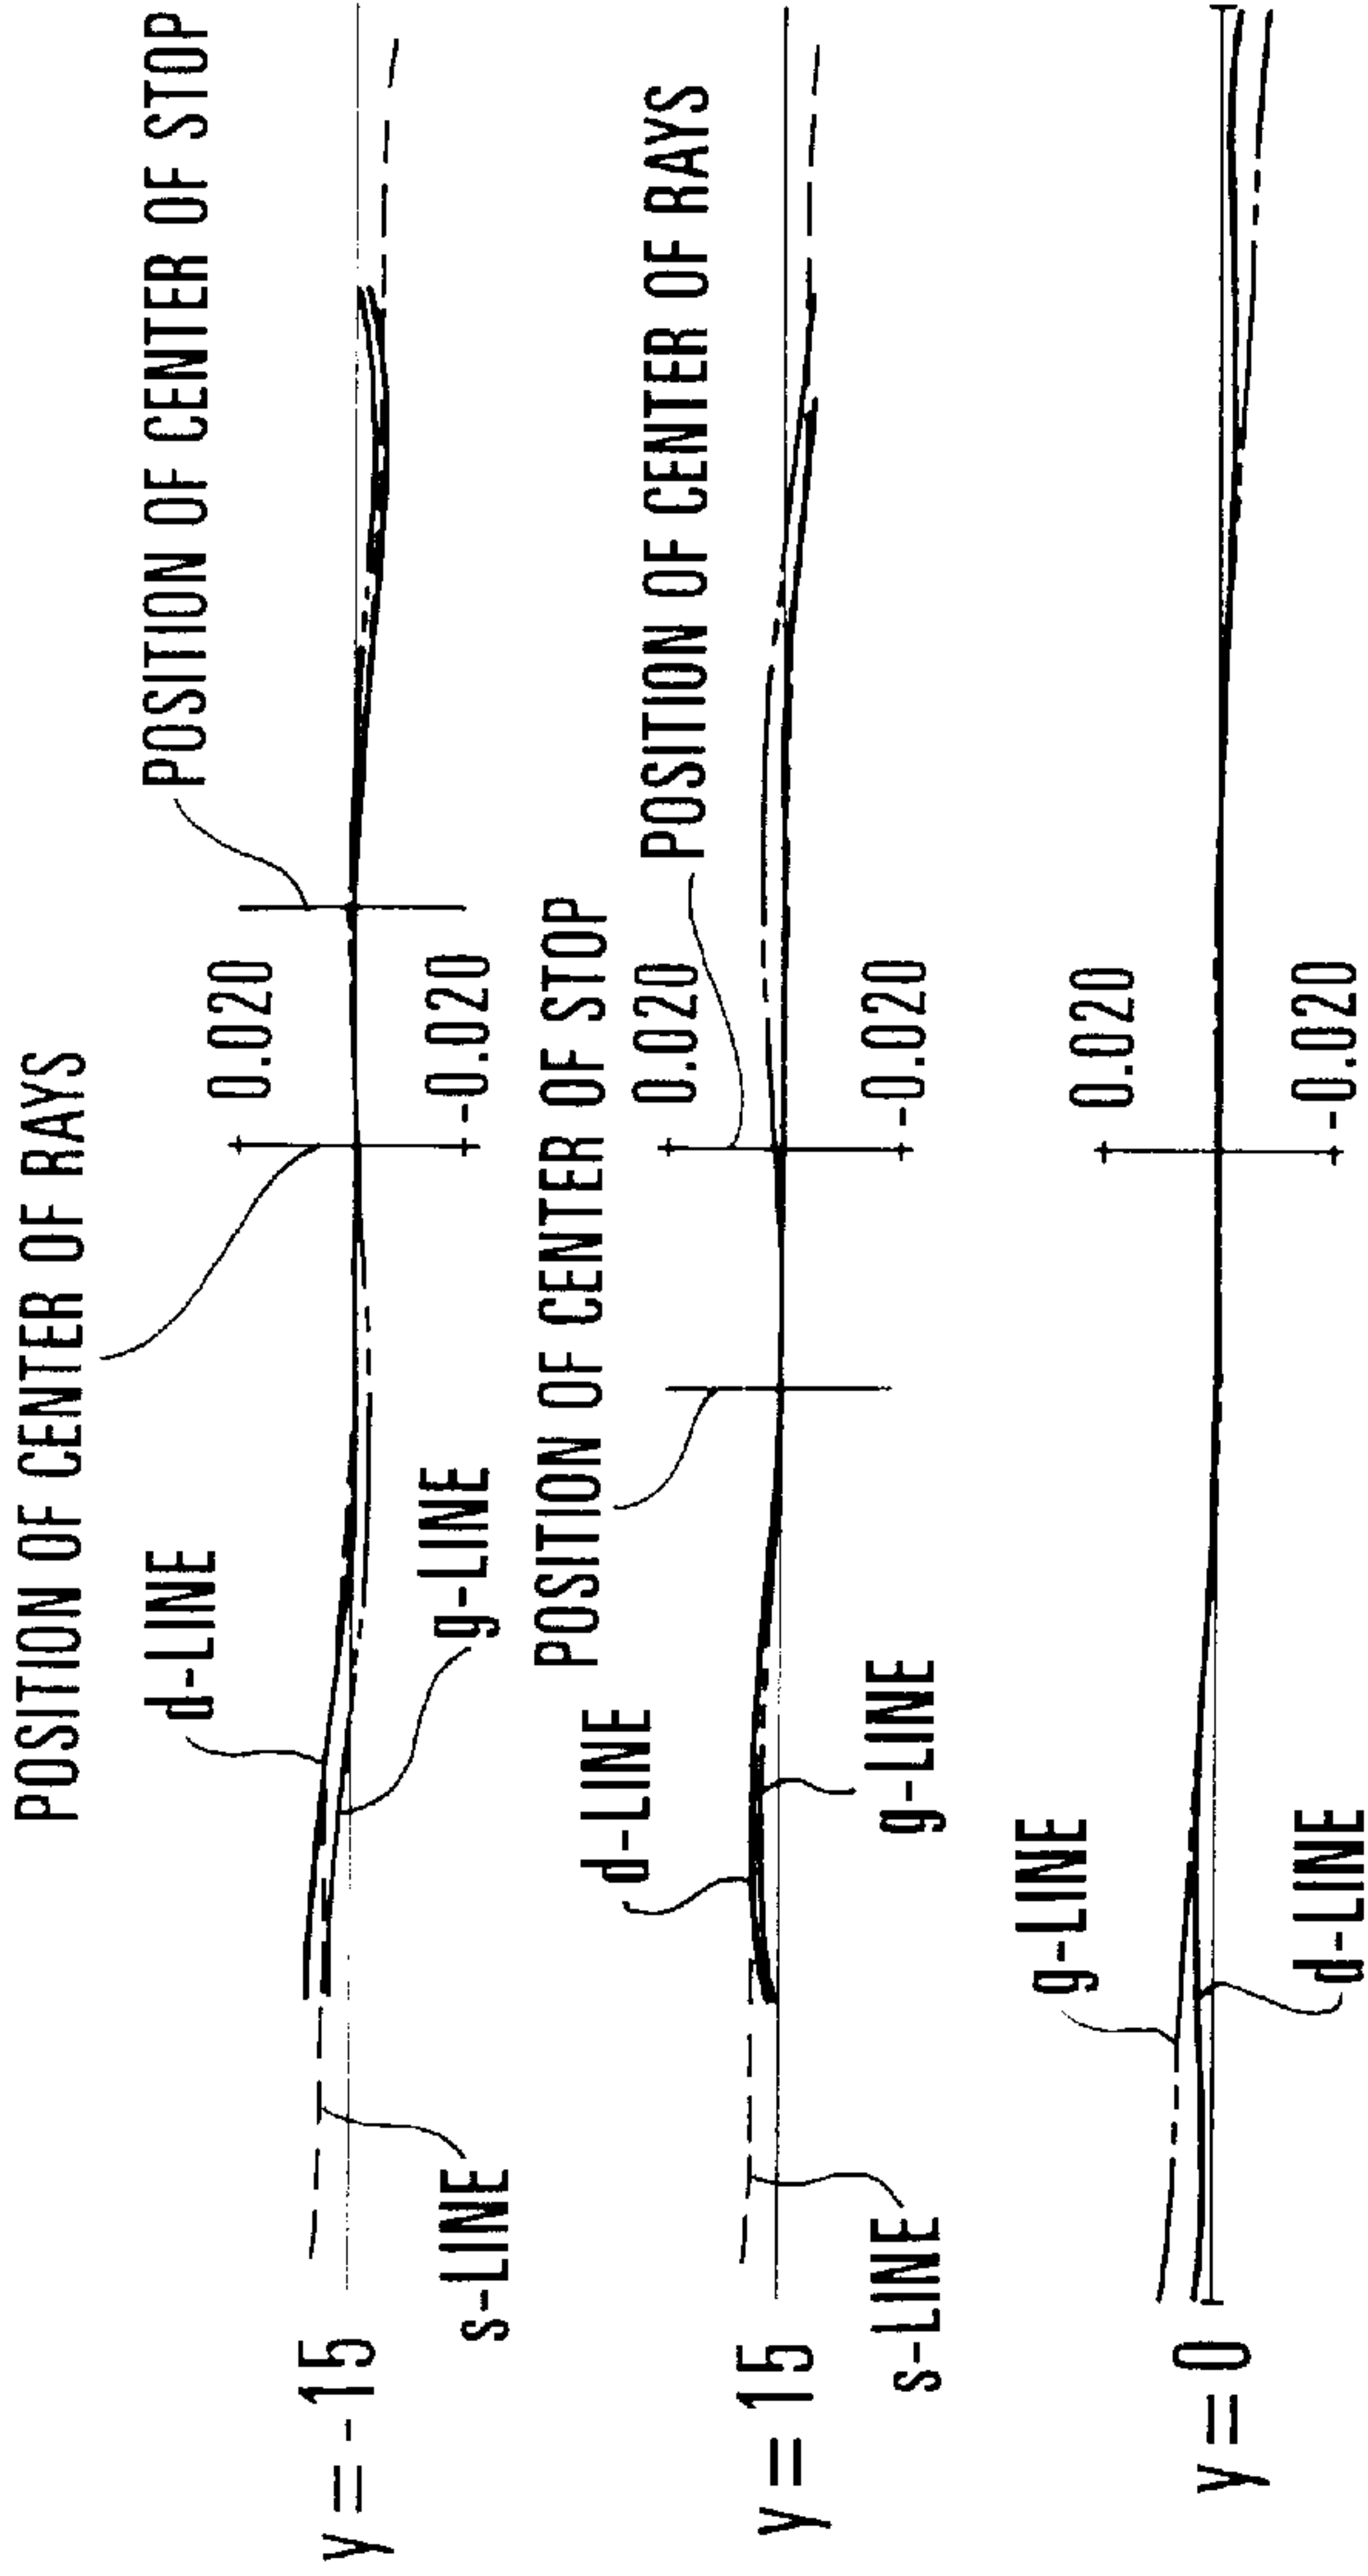 POSITION OF CENTER OF RAYS
POSITION OF CENTER OF STOP
d-LINE
0.020
y = -15
s-LINE
g-LINE
-0.020
POSITION OF CENTER OF STOP
POSITION OF CENTER OF RAYS
d-LINE
0.020
y = 15
s-LINE
g-LINE
-0.020
g-LINE
0.020
y = 0
d-LINE
-0.020